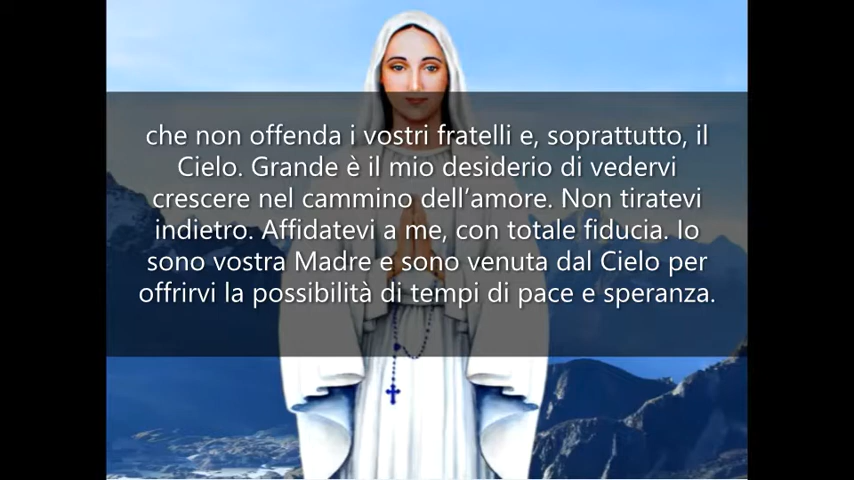 che non offenda i vostri fratelli e, soprattutto, il
Cielo. Grande è il mio desiderio di vedervi
crescere nel cammino dell’amore. Non tiratevi
indietro. Affidatevi a me, con totale fiducia. Io
sono vostra Madre e sono venuta dal Cielo per
offrirvi la possibilità di tempi di pace e speranza.